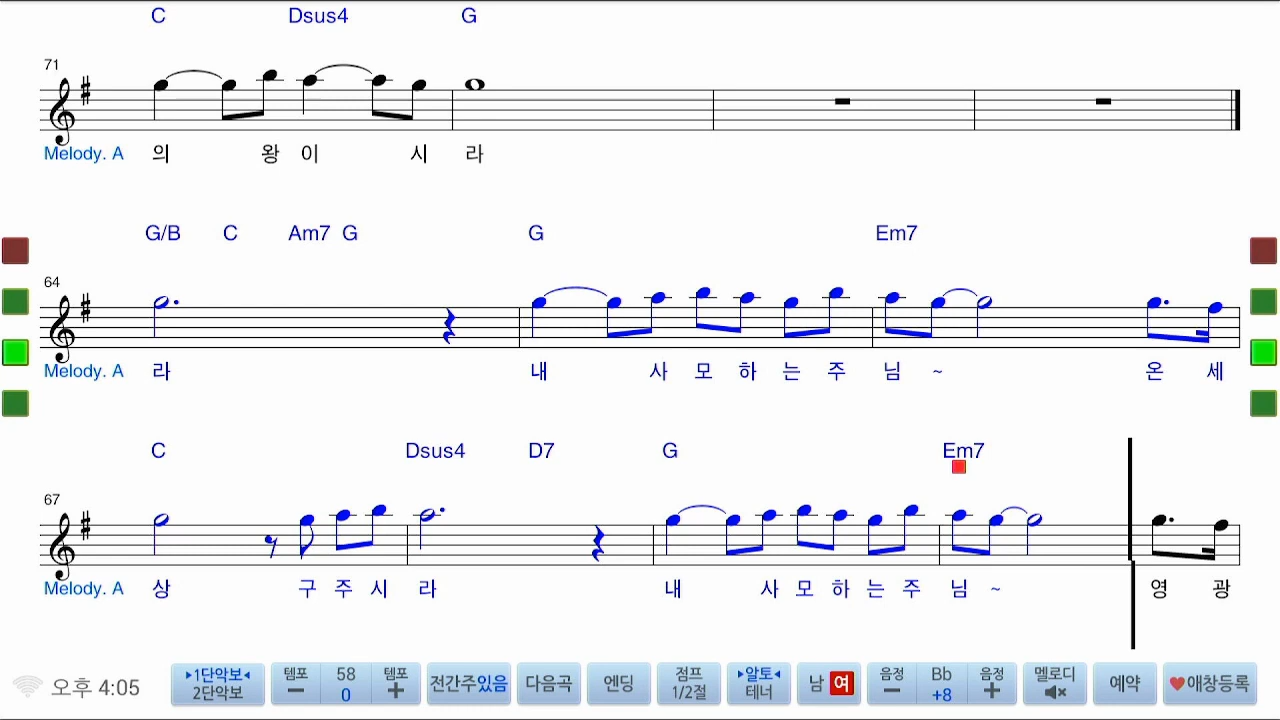 C Dsus4 G
71
Melody. A 의 왕 이 시 라
G/B C Am7 G G Em7
64
Melody. A 라 내 사 모 하 는 주 님 ~ 온 세
C Dsus4 D7 G Em7
67
Melody. A 상 구 주 시 라 내 사 모 하 는 주 님 ~ 영 광
오후 4:05
▸1단악보◂
2단악보
템포 58 템포
− 0 +
전간주있음
다음곡
엔딩
점프
1/2절
▸알토◂
테너
남 여
음정 Bb 음정
− +8 +
멜로디
예약
♥애창등록